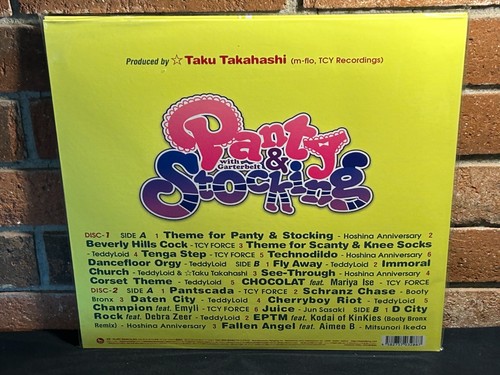 Produced by ☆Taku Takahashi (m-flo, TCY Recordings)
Panty
with Garterbelt
&
Stocking
DISC-1 SIDE A 1 Theme for Panty & Stocking - Hoshina Anniversary 2
Beverly Hills Cock - TCY FORCE 3 Theme for Scanty & Knee Socks
- TeddyLoid 4 Tenga Step - TCY FORCE 5 Technodildo - Hoshina Anniversary 6
Dancefloor Orgy - TeddyLoid SIDE B 1 Fly Away - TeddyLoid 2 Immoral
Church - TeddyLoid & ☆Taku Takahashi 3 See-Through - Hoshina Anniversary 4
Corset Theme - TeddyLoid 5 CHOCOLAT feat. Mariya Ise - TCY FORCE
DISC-2 SIDE A 1 Pantscada - TCY FORCE 2 Schranz Chase - Booty
Bronx 3 Daten City - TeddyLoid 4 Cherryboy Riot - TeddyLoid 5
Champion feat. Emyli - TCY FORCE 6 Juice - Jun Sasaki SIDE B 1 D City
Rock feat. Debra Zeer - TeddyLoid 2 EPTM feat. Kodai of KinKies (Booty Bronx
Remix) - Hoshina Anniversary 3 Fallen Angel feat. Aimee B - Mitsunori Ikeda